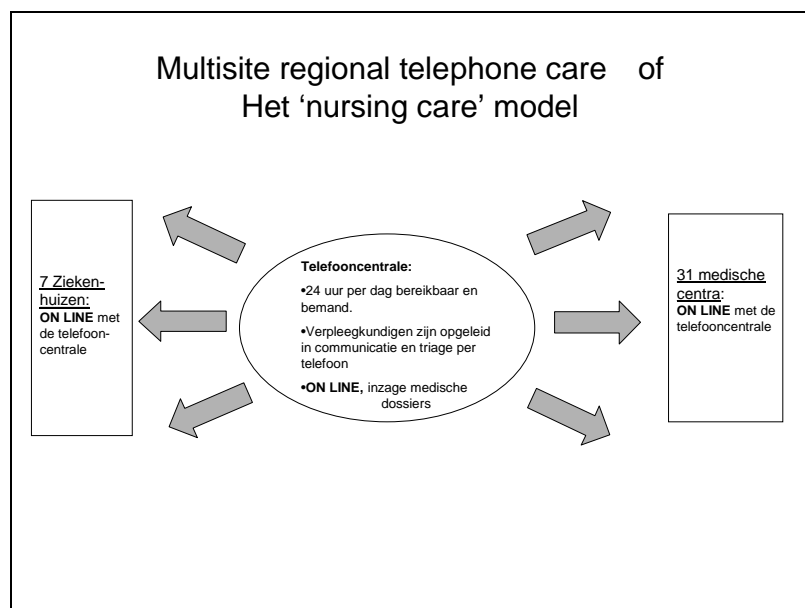 Multisite regional telephone care of
Het ‘nursing care’ model
7 Zieken-
huizen:
ON LINE met
de telefoon-
centrale
Telefooncentrale:
•24 uur per dag bereikbaar en
bemand.
•Verpleegkundigen zijn opgeleid
in communicatie en triage per
telefoon
•ON LINE, inzage medische
dossiers
31 medische
centra:
ON LINE met de
telefooncentrale